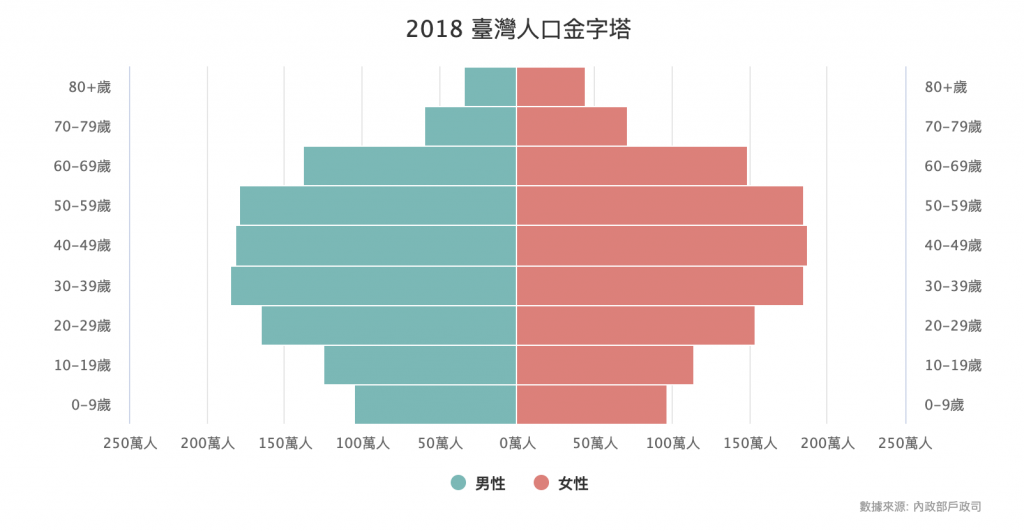 2018 臺灣人口金字塔
80+歲 80+歲
70-79歲 70-79歲
60-69歲 60-69歲
50-59歲 50-59歲
40-49歲 40-49歲
30-39歲 30-39歲
20-29歲 20-29歲
10-19歲 10-19歲
0-9歲 0-9歲
250萬人 200萬人 150萬人 100萬人 50萬人 0萬人 50萬人 100萬人 150萬人 200萬人 250萬人
男性 女性
數據來源: 內政部戶政司